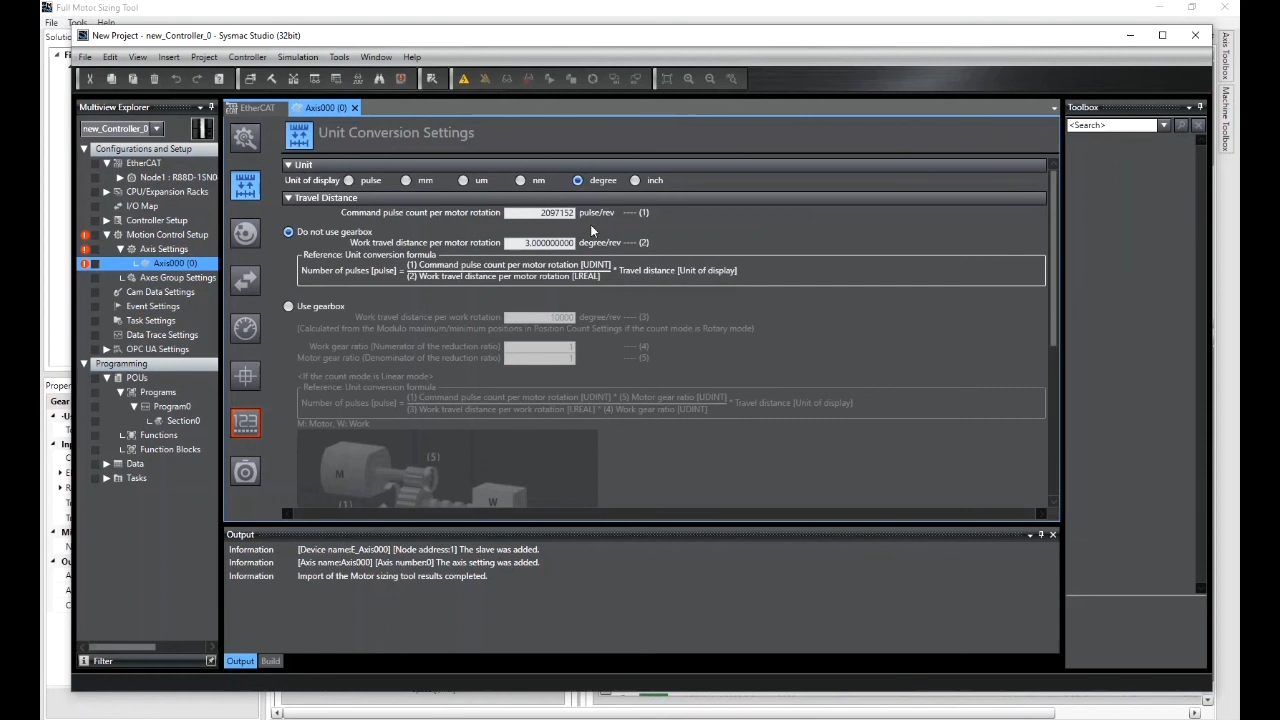 Full Motor Sizing Tool
File Tools Help
Solutio
New Project - new_Controller_0 - Sysmac Studio (32bit)
File Edit View Insert Project Controller Simulation Tools Window Help
Multiview Explorer
new_Controller_0
Configurations and Setup
EtherCAT
Node1 : R88D-1SN0
CPU/Expansion Racks
I/O Map
Controller Setup
Motion Control Setup
Axis Settings
Axis000 (0)
Axes Group Settings
Cam Data Settings
Event Settings
Task Settings
Data Trace Settings
OPC UA Settings
Programming
POUs
Programs
Program0
Section0
Functions
Function Blocks
Data
Tasks
Filter
EtherCAT
Axis000 (0)
Unit Conversion Settings
Unit
Unit of display pulse mm um nm degree inch
Travel Distance
Command pulse count per motor rotation 2097152 pulse/rev ---- (1)
Do not use gearbox
Work travel distance per motor rotation 3.000000000 degree/rev ---- (2)
Reference: Unit conversion formula
Number of pulses [pulse] = (1) Command pulse count per motor rotation [UDINT] * Travel distance [Unit of display]
(2) Work travel distance per motor rotation [LREAL]
Use gearbox
Work travel distance per work rotation 10000 degree/rev ---- (3)
(Calculated from the Modulo maximum/minimum positions in Position Count Settings if the count mode is Rotary mode)
Work gear ratio (Numerator of the reduction ratio) 1 ---- (4)
Motor gear ratio (Denominator of the reduction ratio) 1 ---- (5)
<If the count mode is Linear mode>
Reference: Unit conversion formula
Number of pulses [pulse] = (1) Command pulse count per motor rotation [UDINT] * (5) Motor gear ratio [UDINT] * Travel distance [Unit of display]
(3) Work travel distance per work rotation [LREAL] * (4) Work gear ratio [UDINT]
M: Motor, W: Work
M
(5)
W
(1)
123
Output
Information [Device name:E_Axis000] [Node address:1] The slave was added.
Information [Axis name:Axis000] [Axis number:0] The axis setting was added.
Information Import of the Motor sizing tool results completed.
Output Build
Toolbox
<Search>
Axis Toolbox
Machine Toolbox
Propert
Gear